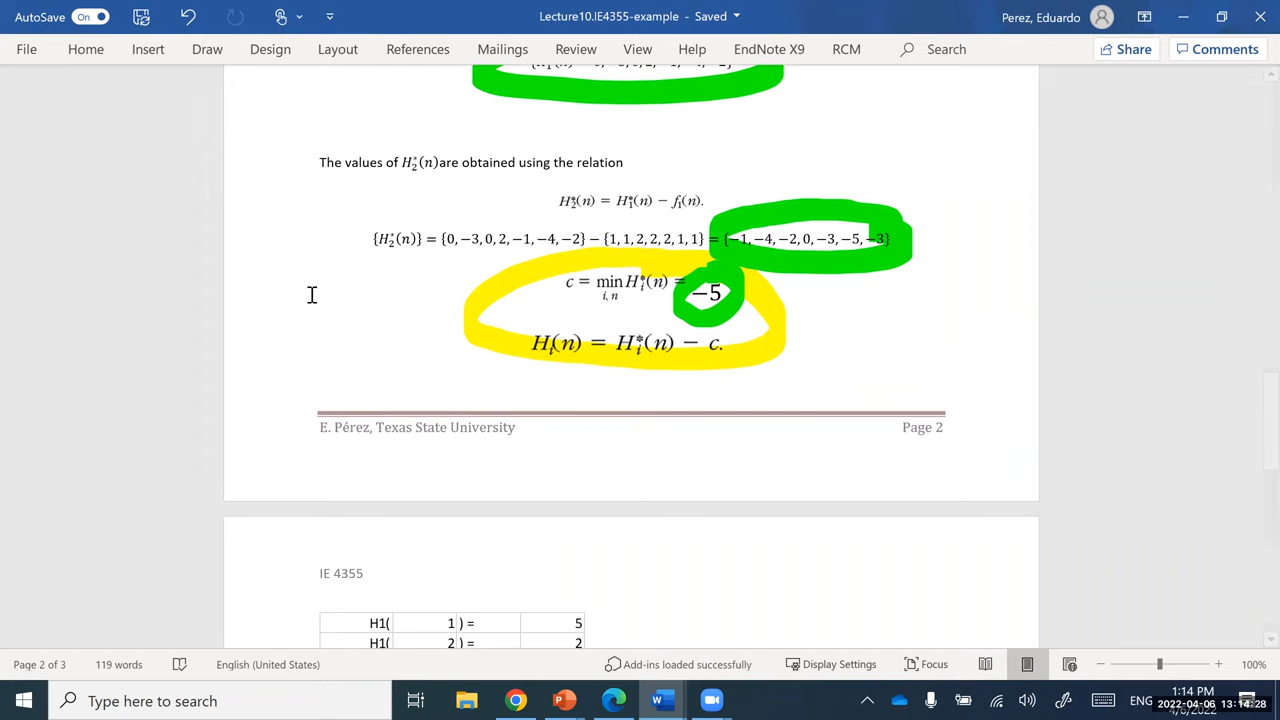 AutoSave On Lecture10.IE4355-example - Saved Perez, Eduardo
File Home Insert Draw Design Layout References Mailings Review View Help EndNote X9 RCM Search Share Comments
The values of H₂*(n)are obtained using the relation
H₂*(n) = H₁*(n) − f₁(n).
{H₂*(n)} = {0, −3, 0, 2, −1, −4, −2} − {1, 1, 2, 2, 2, 1, 1} = {−1, −4, −2, 0, −3, −5, −3}
c = min H*ᵢ(n) = −5
i, n
Hᵢ(n) = Hᵢ*(n) − c.
E. Pérez, Texas State University Page 2
IE 4355
H1( 1 ) = 5
H1( 2 ) = 2
Page 2 of 3 119 words English (United States) Add-ins loaded successfully Display Settings Focus 100%
Type here to search ENG 1:14 PM
2022-04-06 13:14:28